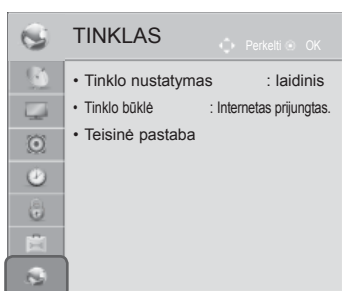 TINKLAS
Perkelti OK
• Tinklo nustatymas : laidinis
• Tinklo būklė : Internetas prijungtas.
• Teisinė pastaba